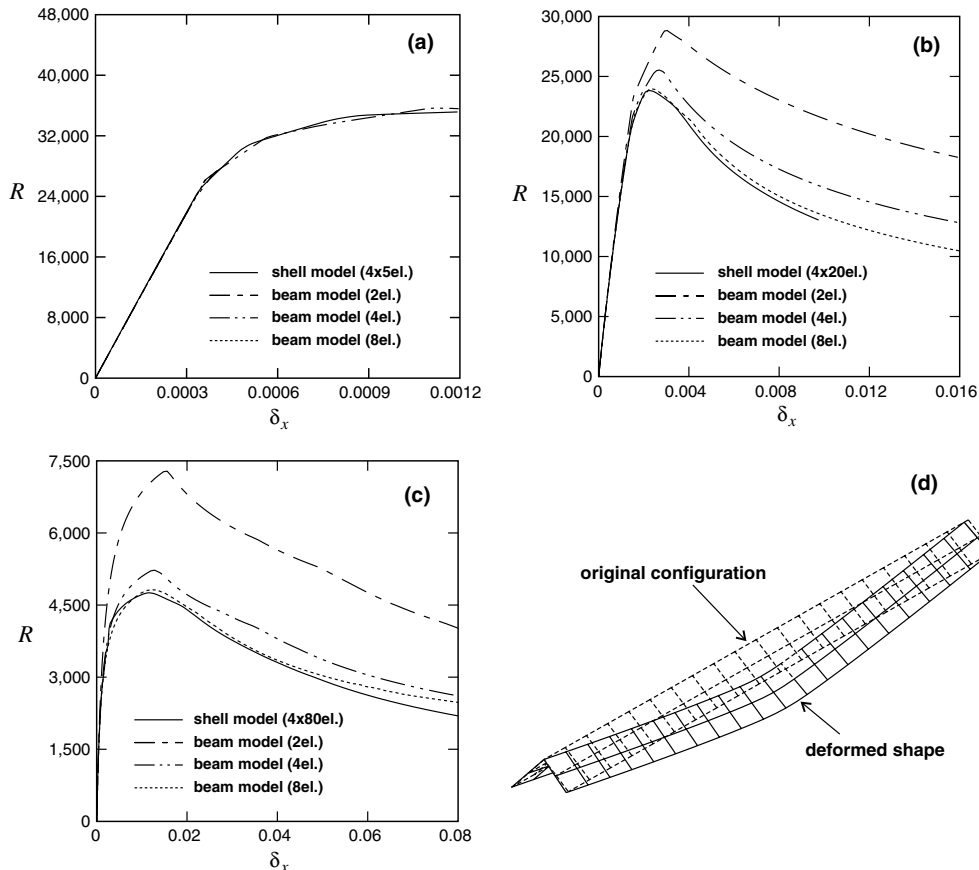 (a)
48,000
40,000
32,000
24,000
16,000
8,000
0
R
shell model (4x5el.)
beam model (2el.)
beam model (4el.)
beam model (8el.)
0
0.0003
0.0006
0.0009
0.0012
δx
(b)
30,000
25,000
20,000
15,000
10,000
5,000
0
R
shell model (4x20el.)
beam model (2el.)
beam model (4el.)
beam model (8el.)
0
0.004
0.008
0.012
0.016
δx
(c)
7,500
6,000
4,500
3,000
1,500
0
R
shell model (4x80el.)
beam model (2el.)
beam model (4el.)
beam model (8el.)
0
0.02
0.04
0.06
0.08
δx
(d)
original configuration
deformed shape